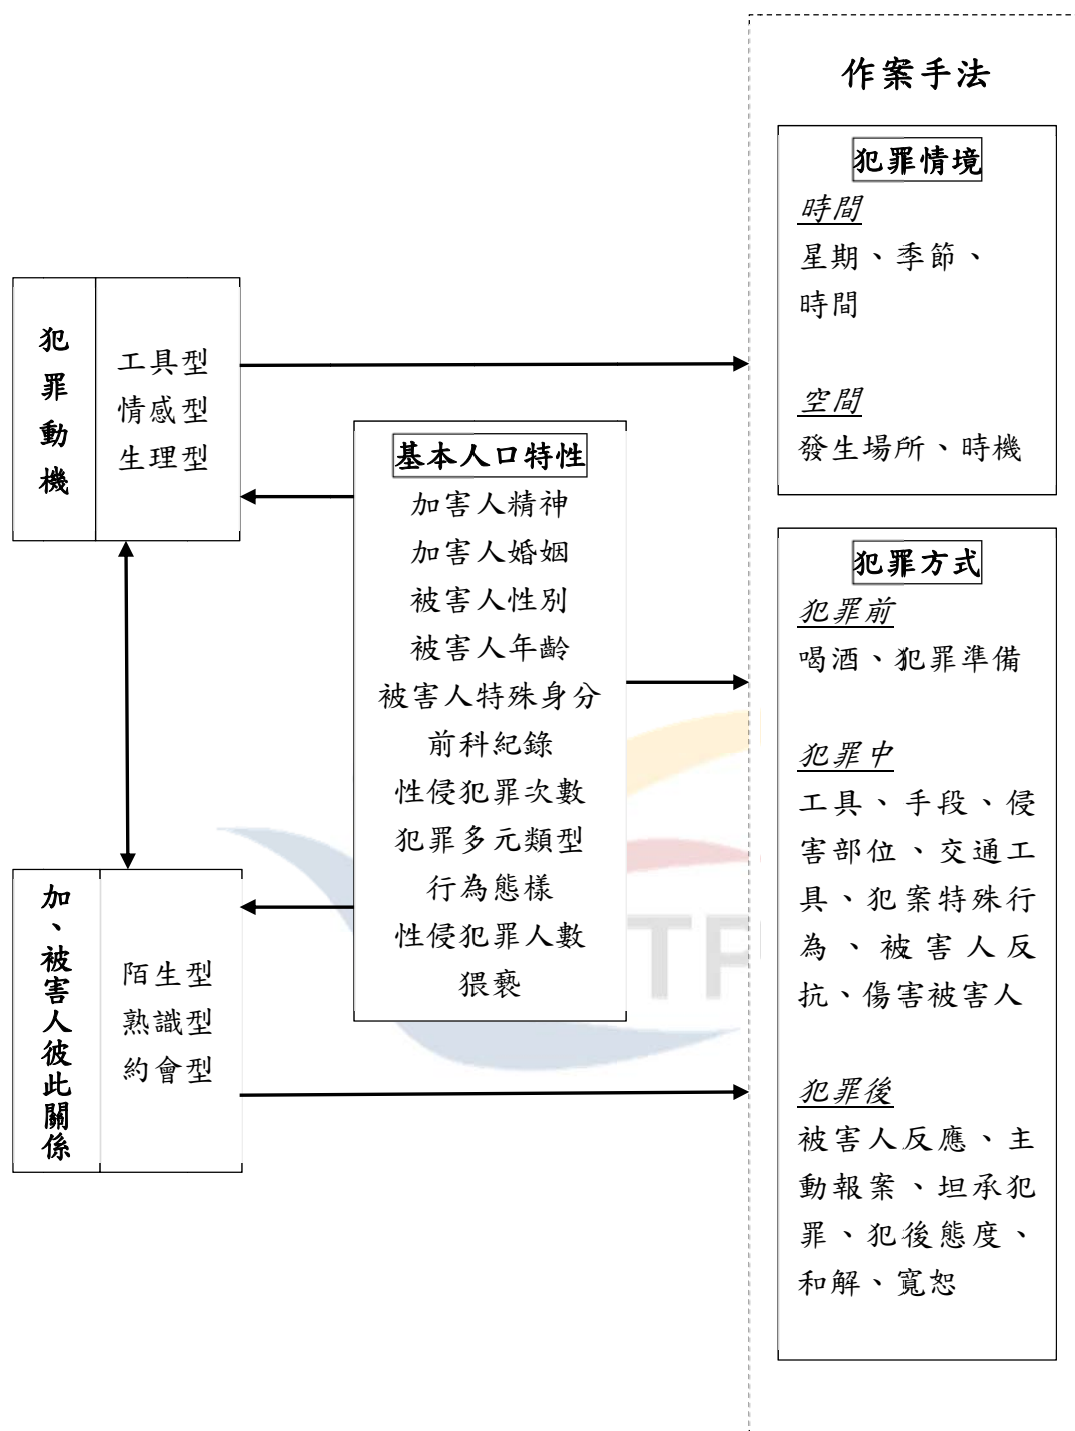 作案手法
犯罪情境
時間
星期、季節、
時間
空間
發生場所、時機
犯罪動機
工具型
情感型
生理型
基本人口特性
加害人精神
加害人婚姻
被害人性別
被害人年齡
被害人特殊身分
前科紀錄
性侵犯罪次數
犯罪多元類型
行為態樣
性侵犯罪人數
猥褻
加、被害人彼此關係
陌生型
熟識型
約會型
犯罪方式
犯罪前
喝酒、犯罪準備
犯罪中
工具、手段、侵
害部位、交通工
具、犯案特殊行
為、被害人反
抗、傷害被害人
犯罪後
被害人反應、主
動報案、坦承犯
罪、犯後態度、
和解、寬恕